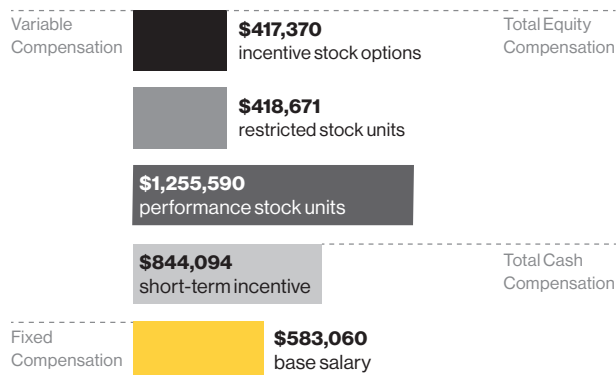 Variable
Compensation
$417,370
incentive stock options
Total Equity
Compensation
$418,671
restricted stock units
$1,255,590
performance stock units
$844,094
short-term incentive
Total Cash
Compensation
Fixed
Compensation
$583,060
base salary